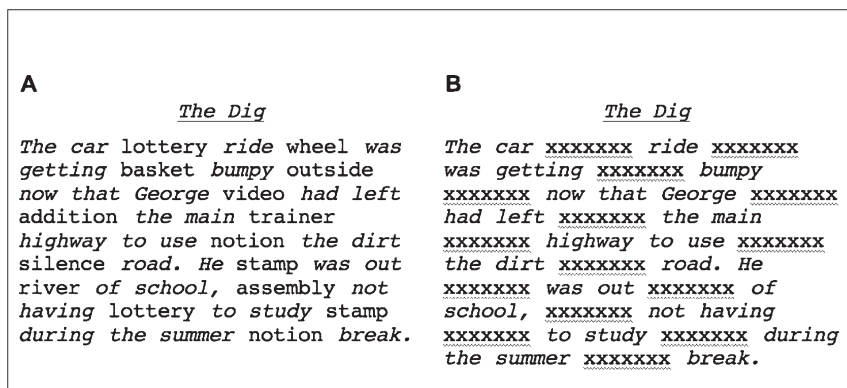 A
The Dig
The car lottery ride wheel was
getting basket bumpy outside
now that George video had left
addition the main trainer
highway to use notion the dirt
silence road. He stamp was out
river of school, assembly not
having lottery to study stamp
during the summer notion break.
B
The Dig
The car xxxxxxx ride xxxxxxx
was getting xxxxxxx bumpy
xxxxxxx now that George xxxxxxx
had left xxxxxxx the main
xxxxxxx highway to use xxxxxxx
the dirt xxxxxxx road. He
xxxxxxx was out xxxxxxx of
school, xxxxxxx not having
xxxxxxx to study xxxxxxx during
the summer xxxxxxx break.